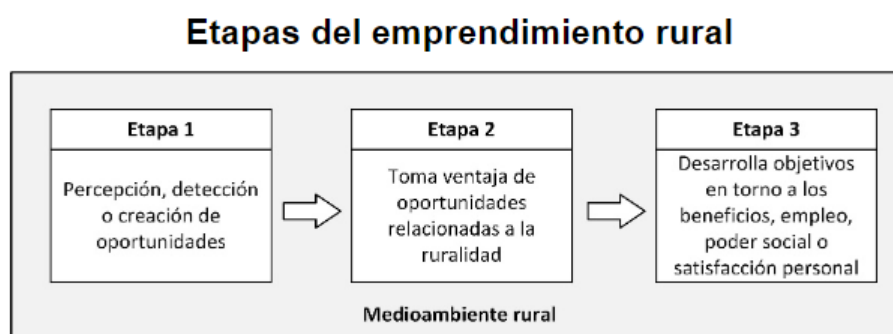 Etapas del emprendimiento rural
Etapa 1
Percepción, detección
o creación de
oportunidades
Etapa 2
Toma ventaja de
oportunidades
relacionadas a la
ruralidad
Etapa 3
Desarrolla objetivos
en torno a los
beneficios, empleo,
poder social o
satisfacción personal
Medioambiente rural